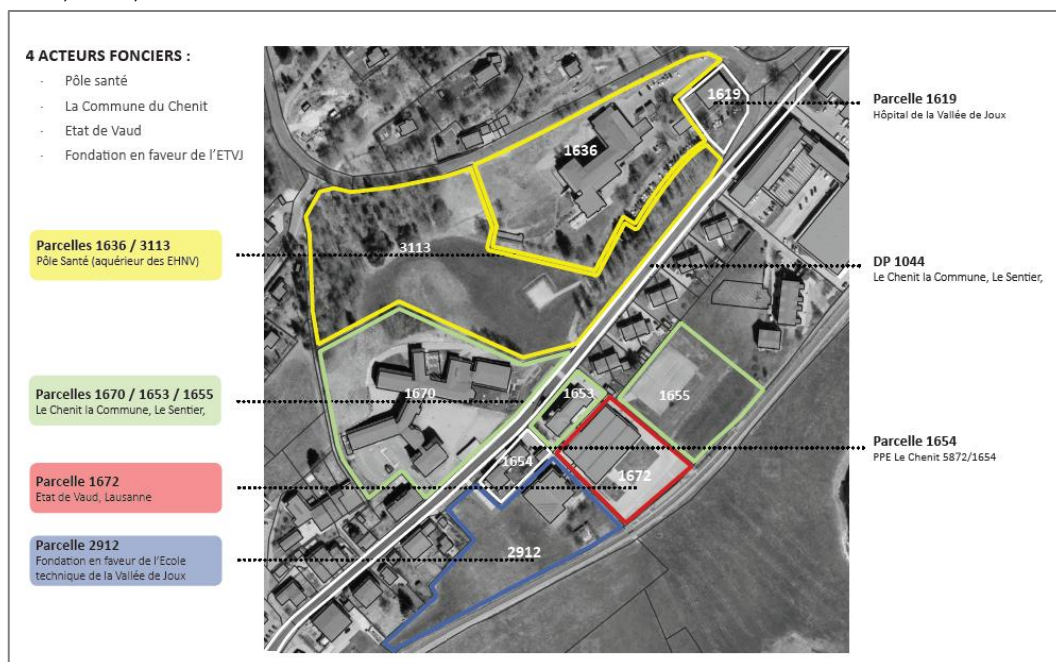 4 ACTEURS FONCIERS :
· Pôle santé
· La Commune du Chenit
· Etat de Vaud
· Fondation en faveur de l'ETVJ
Parcelles 1636 / 3113
Pôle Santé (aquérieur des EHNV)
Parcelles 1670 / 1653 / 1655
Le Chenit la Commune, Le Sentier,
Parcelle 1672
Etat de Vaud, Lausanne
Parcelle 2912
Fondation en faveur de l'Ecole
technique de la Vallée de Joux
1619
1636
3113
1670
1653
1655
1654
1672
2912
Parcelle 1619
Hôpital de la Vallée de Joux
DP 1044
Le Chenit la Commune, Le Sentier,
Parcelle 1654
PPE Le Chenit 5872/1654